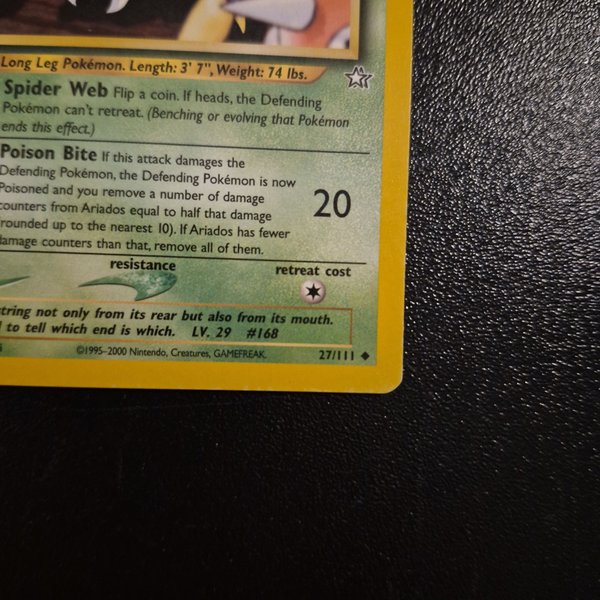 Long Leg Pokémon. Length: 3' 7", Weight: 74 lbs.
Spider Web Flip a coin. If heads, the Defending
Pokémon can't retreat. (Benching or evolving that Pokémon
ends this effect.)
Poison Bite If this attack damages the
Defending Pokémon, the Defending Pokémon is now
Poisoned and you remove a number of damage
counters from Ariados equal to half that damage
(rounded up to the nearest 10). If Ariados has fewer
damage counters than that, remove all of them.
20
resistance
retreat cost
string not only from its rear but also from its mouth.
to tell which end is which. LV. 29 #168
©1995–2000 Nintendo, Creatures, GAMEFREAK.
27/111